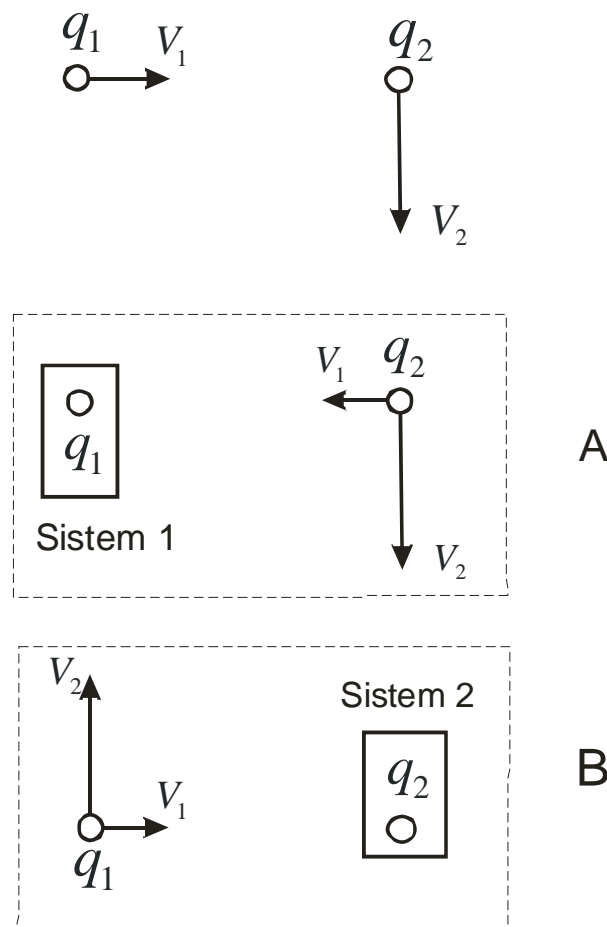 q₁ V₁ q₂
V₂
V₁ q₂
q₁
A
Sistem 1
V₂
V₂
Sistem 2
V₁ q₂
B
q₁